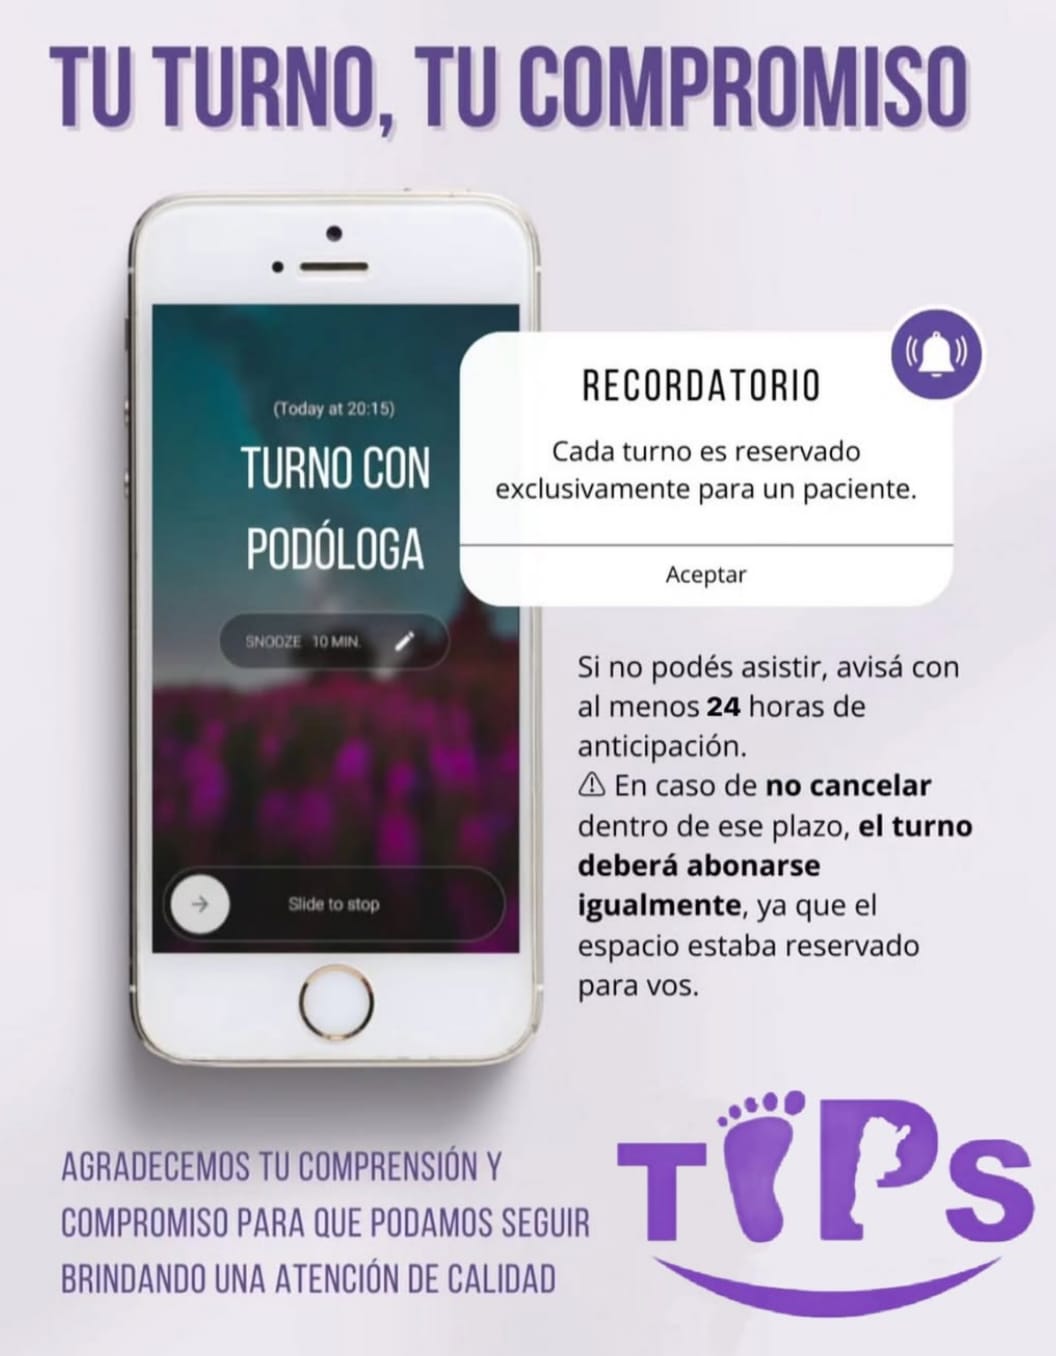 TU TURNO, TU COMPROMISO
(Today at 20:15)
TURNO CON
PODÓLOGA
SNOOZE 10 MIN.
Slide to stop
RECORDATORIO
Cada turno es reservado
exclusivamente para un paciente.
Aceptar
Si no podés asistir, avisá con
al menos 24 horas de
anticipación.
⚠ En caso de no cancelar
dentro de ese plazo, el turno
deberá abonarse
igualmente, ya que el
espacio estaba reservado
para vos.
AGRADECEMOS TU COMPRENSIÓN Y
COMPROMISO PARA QUE PODAMOS SEGUIR
BRINDANDO UNA ATENCIÓN DE CALIDAD
TIPS